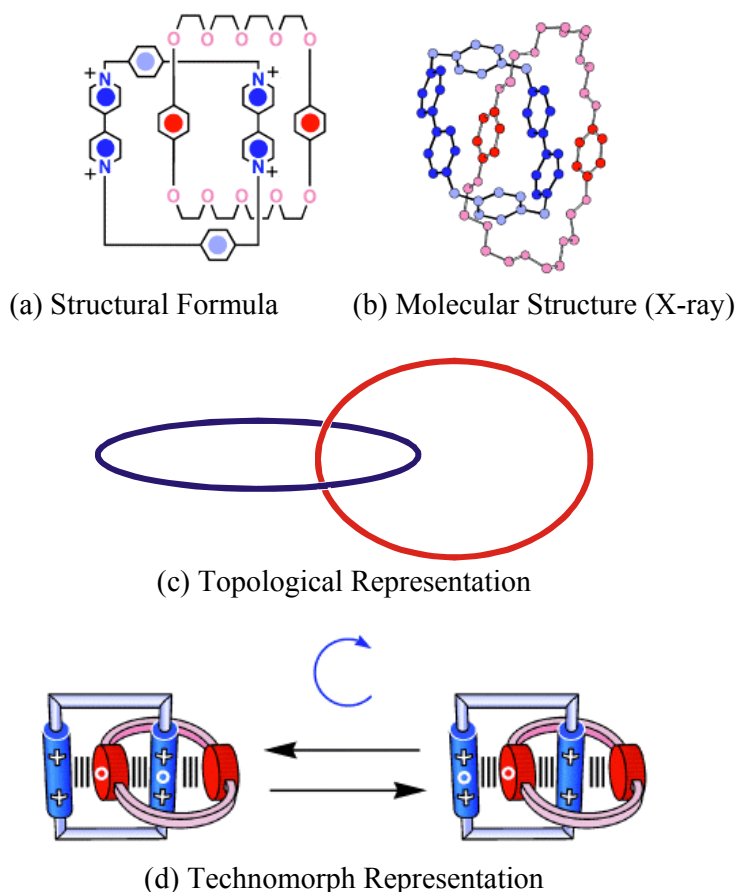 O O O O O
+ N N +
+ N N +
O O O O O
(a) Structural Formula (b) Molecular Structure (X-ray)
(c) Topological Representation
+ O + O + O +
+ + + +
(d) Technomorph Representation